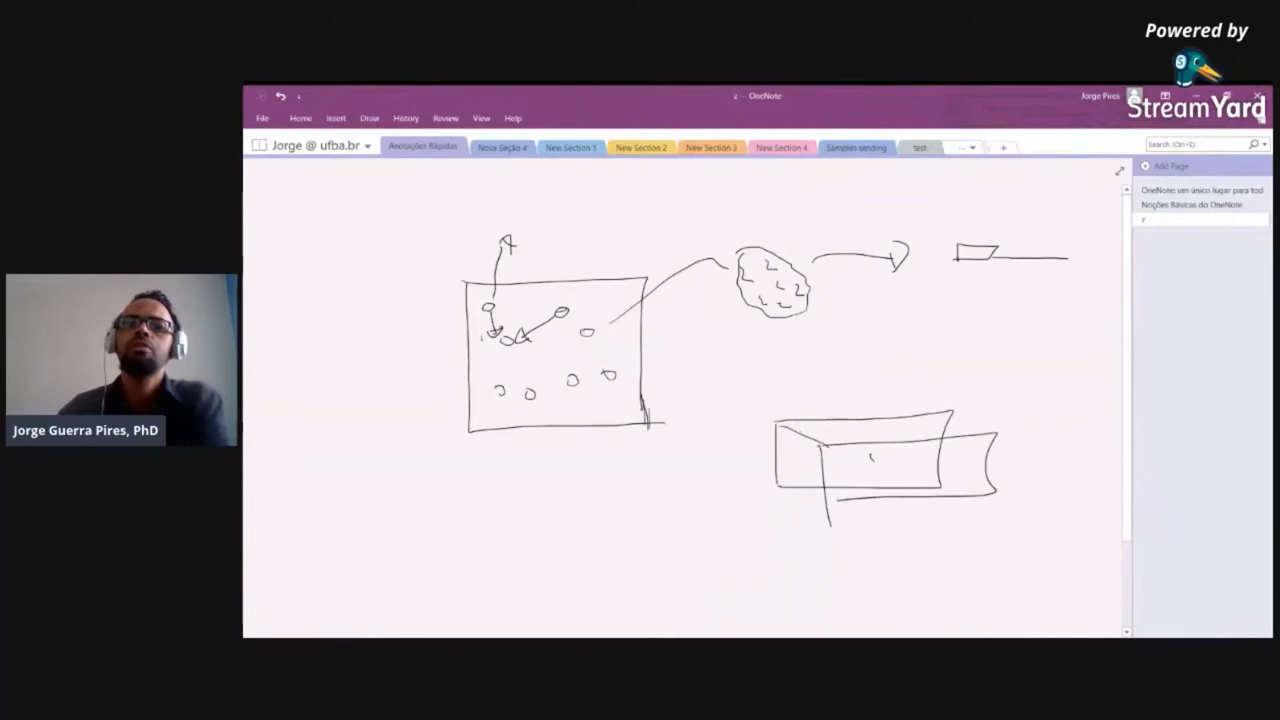 Powered by
StreamYard
z - OneNote
Jorge Pires
File Home Insert Draw History Review View Help
Jorge @ ufba.br
Anotações Rápidas
Nova Seção 4
New Section 1
New Section 2
New Section 3
New Section 4
Samples sending
test
...
Search (Ctrl+E)
Add Page
OneNote: um único lugar para tod
Noções Básicas do OneNote
z
Jorge Guerra Pires, PhD